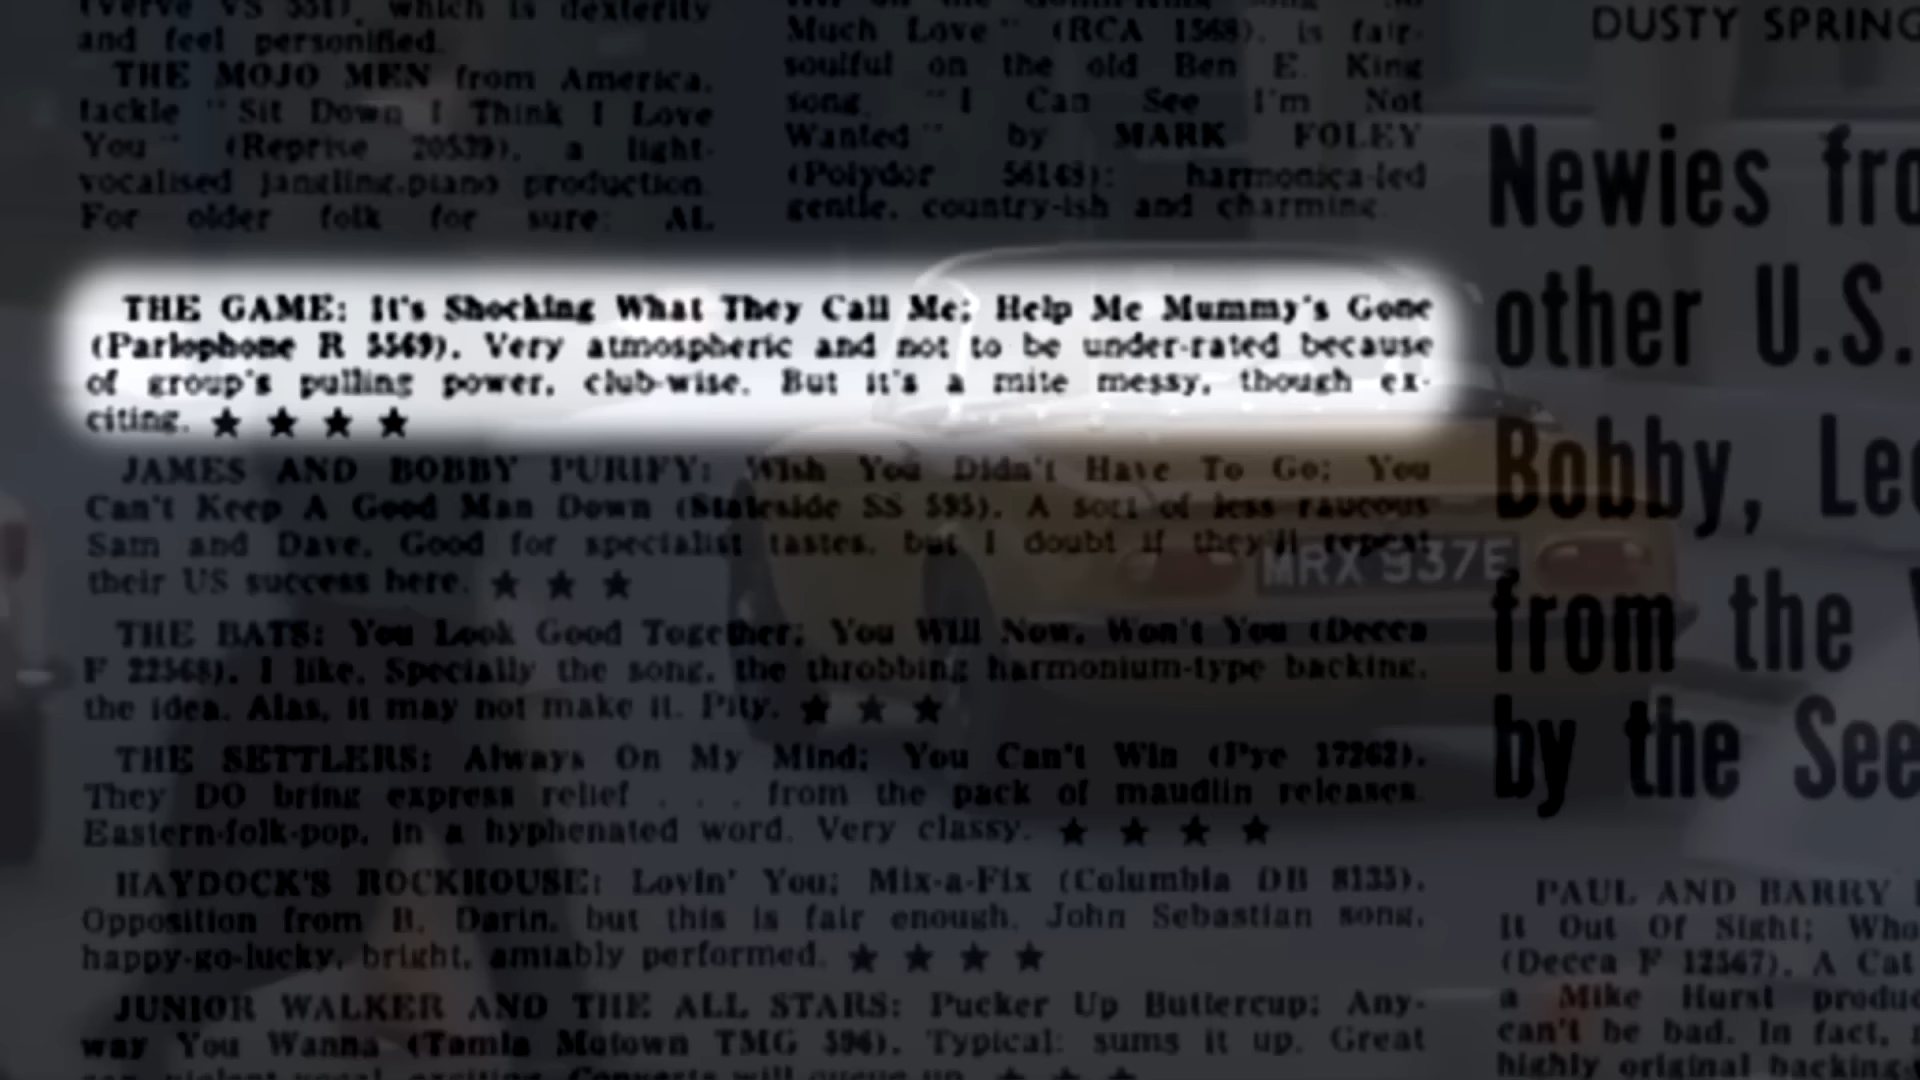 (Verve VS 551), which is dexterity
and feel personified.
THE MOJO MEN from America,
tackle "Sit Down I Think I Love
You" (Reprise 20539), a light-
vocalised jangling-piano production.
For older folk for sure: AL
Much Love" (RCA 1568), is fair-
soulful on the old Ben E. King
song. "I Can See I'm Not
Wanted" by MARK FOLEY
(Polydor 56148): harmonica-led
gentle, country-ish and charming.
THE GAME: It's Shocking What They Call Me; Help Me Mummy's Gone
(Parlophone R 5569). Very atmospheric and not to be under-rated because
of group's pulling power, club-wise. But it's a mite messy, though ex-
citing. ★ ★ ★ ★
JAMES AND BOBBY PURIFY: Wish You Didn't Have To Go; You
Can't Keep A Good Man Down (Stateside SS 595). A sort of less raucous
Sam and Dave. Good for specialist tastes, but I doubt if they'll repeat
their US success here. ★ ★ ★
THE BATS: You Look Good Together; You Will Now, Won't You (Decca
F 22568). I like. Specially the song, the throbbing harmonium-type backing,
the idea. Alas, it may not make it. Pity. ★ ★ ★
THE SETTLERS: Always On My Mind; You Can't Win (Pye 17262).
They DO bring express relief . . . from the pack of maudlin releases.
Eastern-folk-pop, in a hyphenated word. Very classy. ★ ★ ★ ★
HAYDOCK'S ROCKHOUSE: Lovin' You; Mix-a-Fix (Columbia DB 8135).
Opposition from B. Darin, but this is fair enough. John Sebastian song,
happy-go-lucky, bright, amiably performed. ★ ★ ★ ★
JUNIOR WALKER AND THE ALL STARS: Pucker Up Buttercup; Any-
way You Wanna (Tamla Motown TMG 596). Typical: sums it up. Great
DUSTY SPRING
Newies fro
other U.S.
Bobby, Lee
from the
by the See
PAUL AND BARRY
It Out Of Sight; Who
(Decca F 12567). A Cat
a Mike Hurst produc
can't be bad. In fact,
highly original backing-
MRX 937E